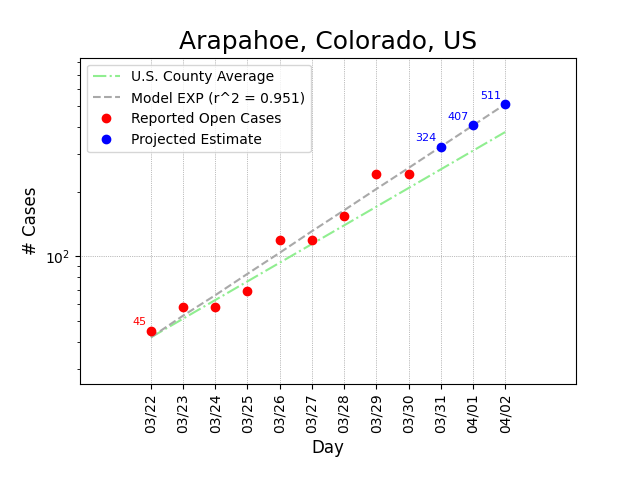 Arapahoe, Colorado, US
U.S. County Average
Model EXP (r^2 = 0.951)
Reported Open Cases
Projected Estimate
511
407
324
45
# Cases
10²
03/22 03/23 03/24 03/25 03/26 03/27 03/28 03/29 03/30 03/31 04/01 04/02
Day